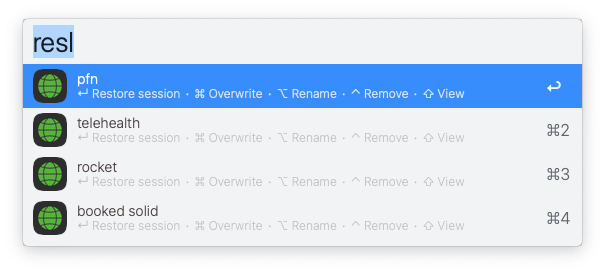 resl
pfn
↩ Restore session · ⌘ Overwrite · ⌥ Rename · ^ Remove · ⇧ View
↩
telehealth
↩ Restore session · ⌘ Overwrite · ⌥ Rename · ^ Remove · ⇧ View
⌘2
rocket
↩ Restore session · ⌘ Overwrite · ⌥ Rename · ^ Remove · ⇧ View
⌘3
booked solid
↩ Restore session · ⌘ Overwrite · ⌥ Rename · ^ Remove · ⇧ View
⌘4